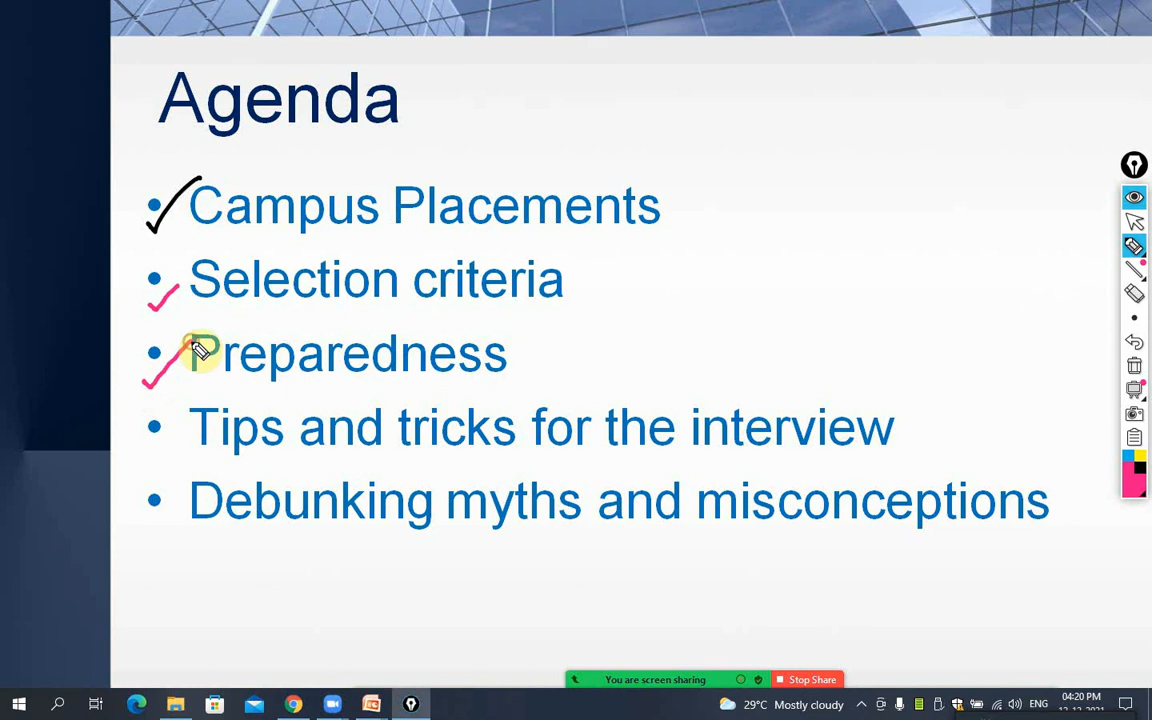 Agenda
• Campus Placements
• Selection criteria
• Preparedness
• Tips and tricks for the interview
• Debunking myths and misconceptions
You are screen sharing
Stop Share
29°C Mostly cloudy
ENG
04:20 PM